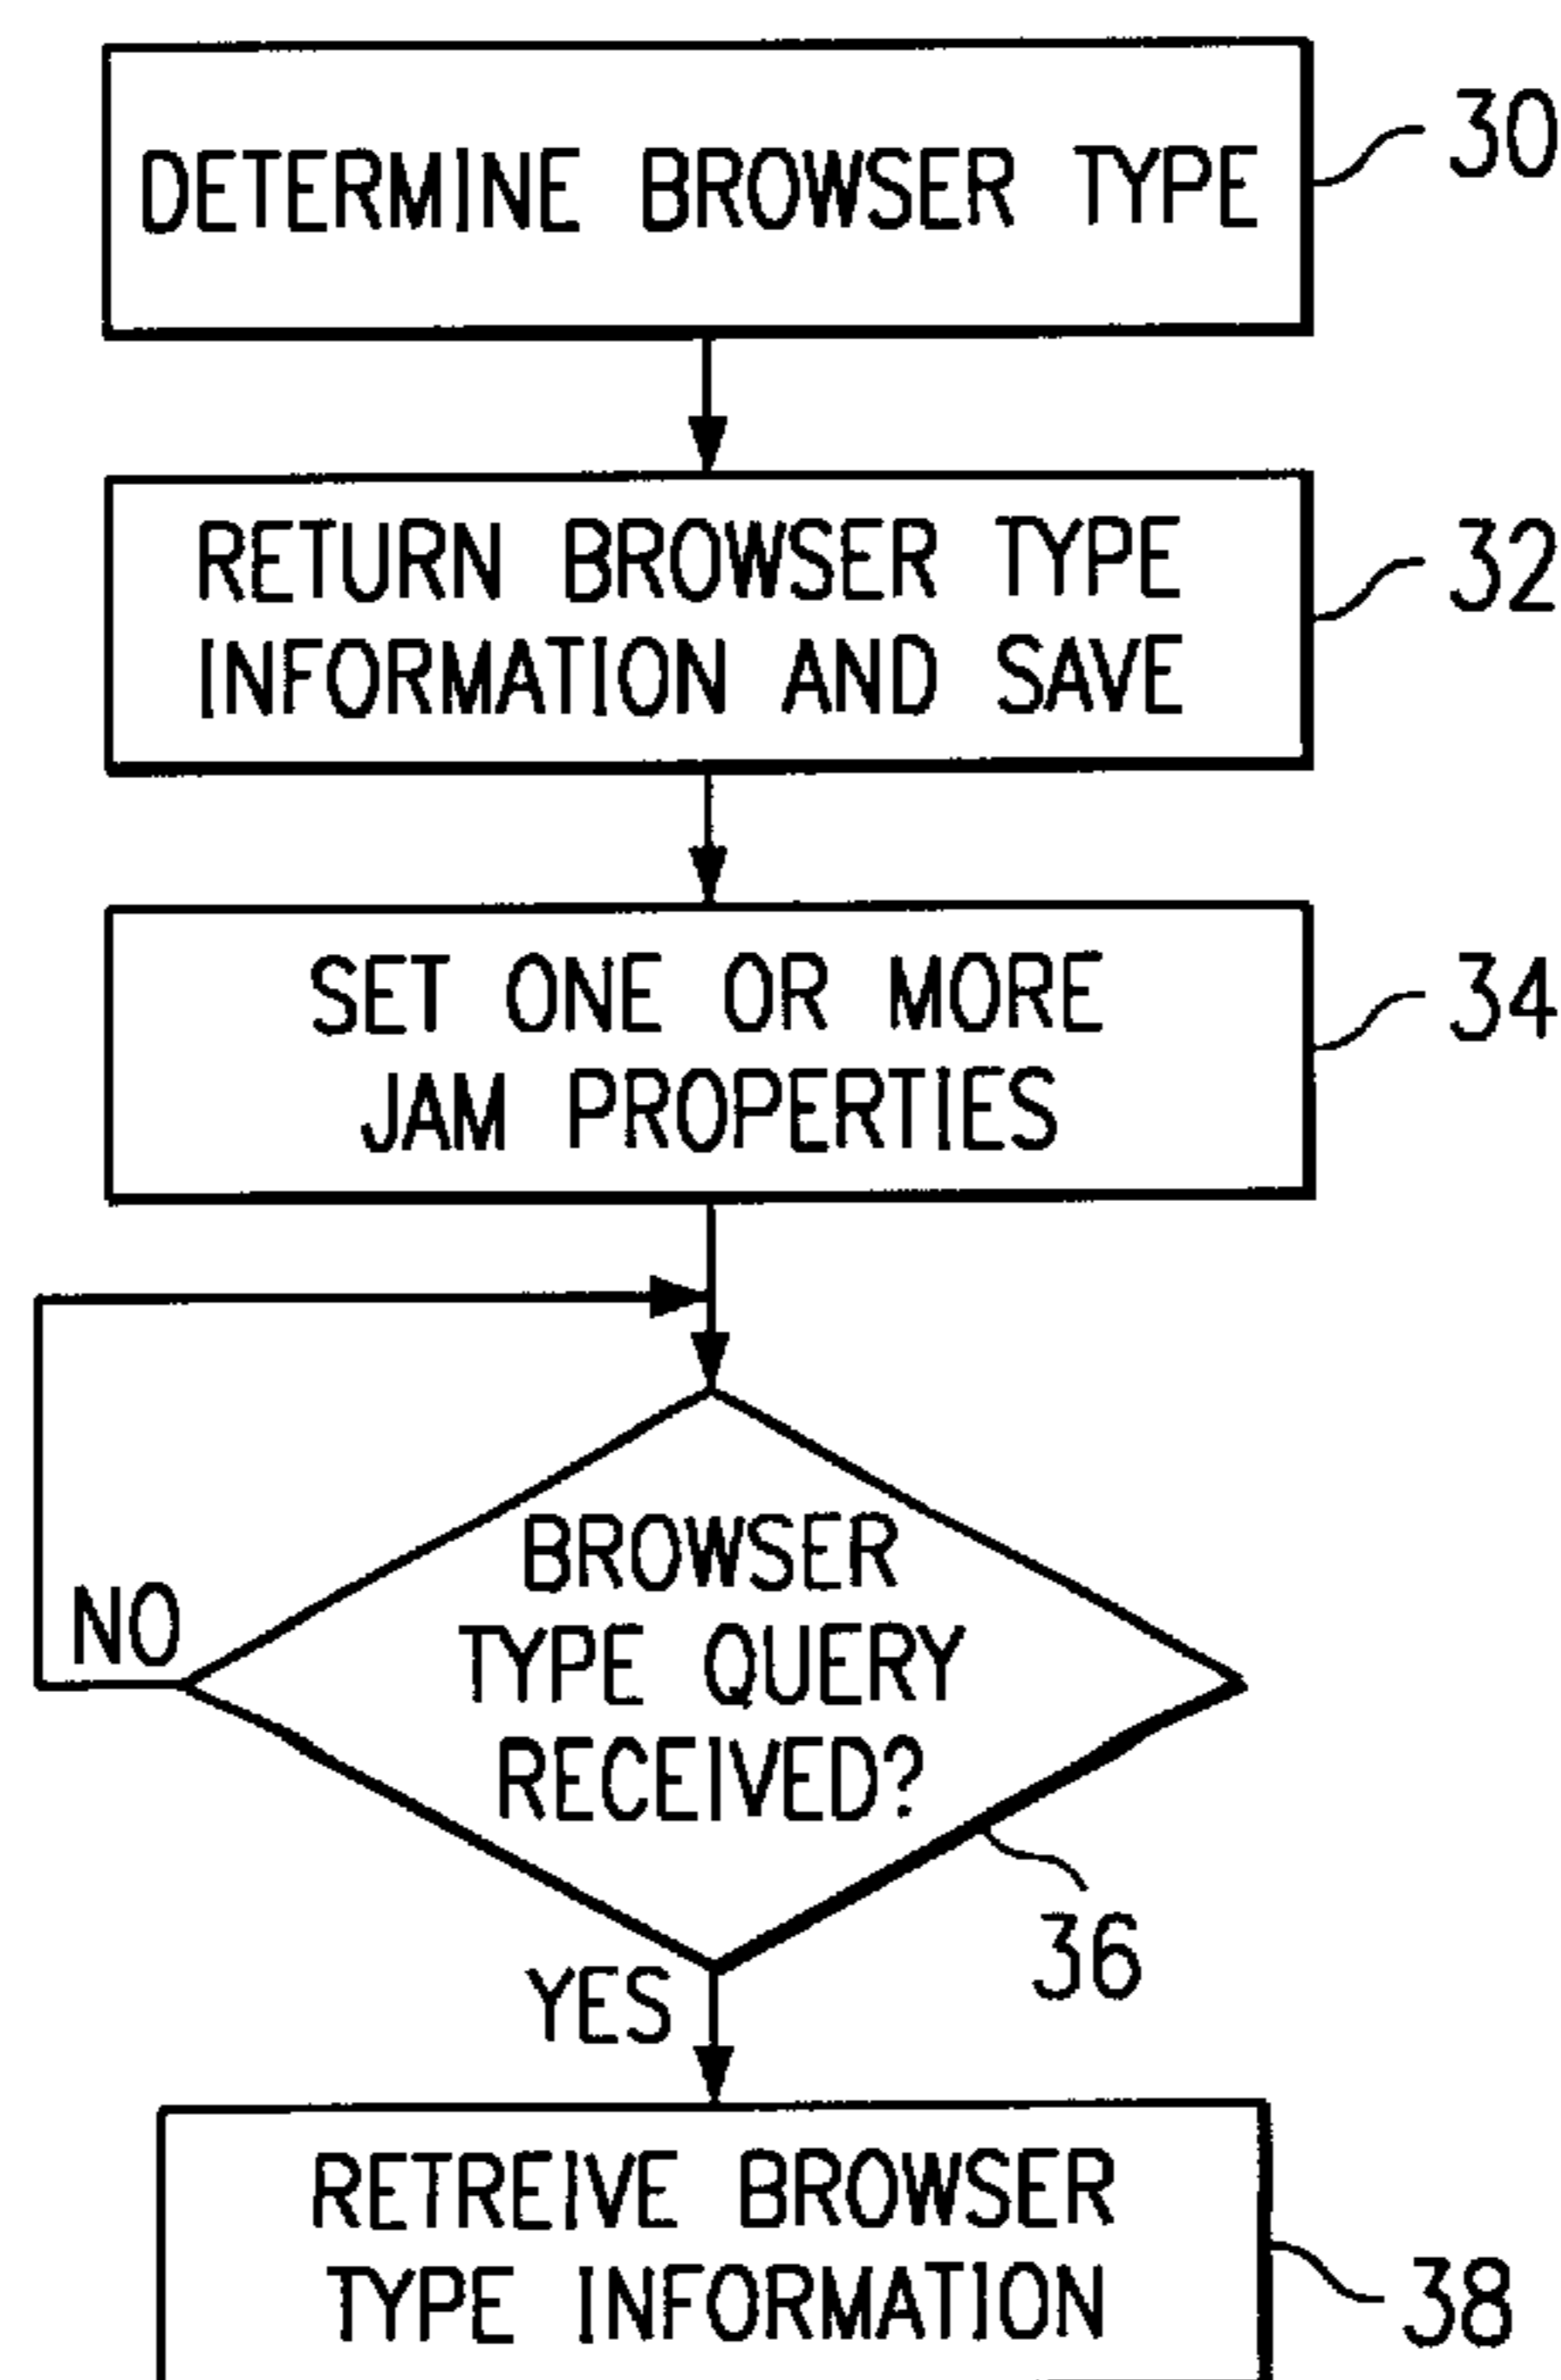 DETERMINE BROWSER TYPE
30
RETURN BROWSER TYPE
INFORMATION AND SAVE
32
SET ONE OR MORE
JAM PROPERTIES
34
BROWSER
TYPE QUERY
RECEIVED?
NO
36
YES
RETREIVE BROWSER
TYPE INFORMATION
38